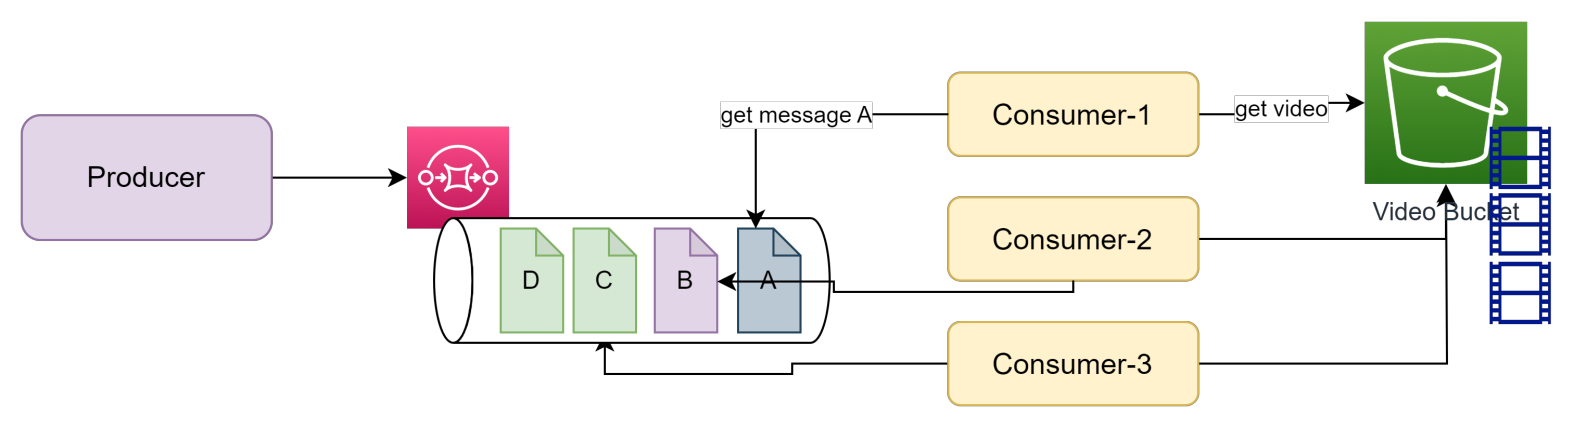 Producer
get message A
Consumer-1
get video
Video Bucket
Consumer-2
D
C
B
A
Consumer-3